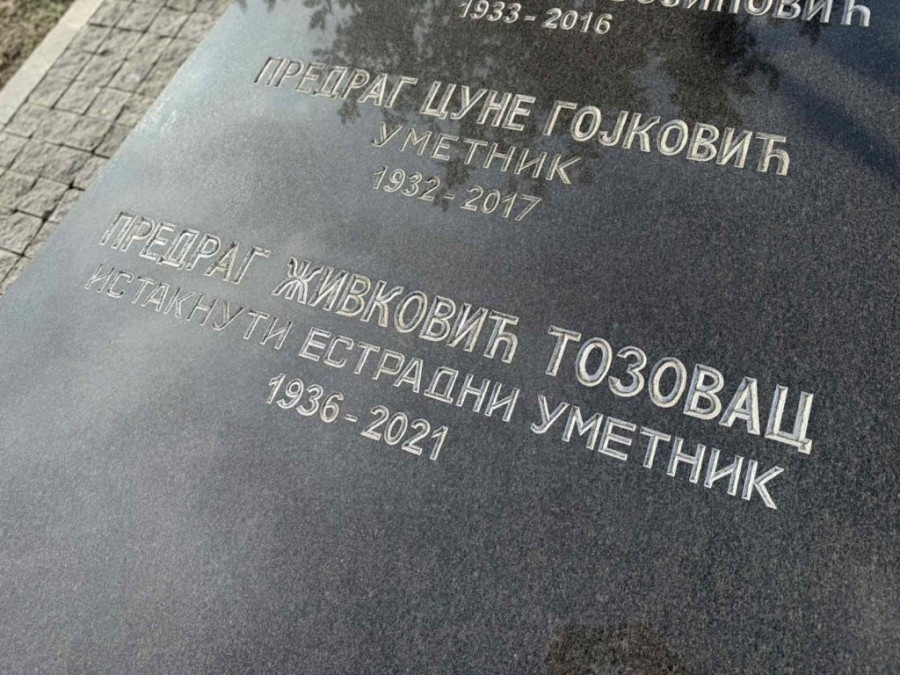 1933 - 2016
ПРЕДРАГ ЦУНЕ ГОЈКОВИЋ
УМЕТНИК
1932 - 2017
ПРЕДРАГ ЖИВКОВИЋ ТОЗОВАЦ
ИСТАКНУТИ ЕСТРАДНИ УМЕТНИК
1936 - 2021